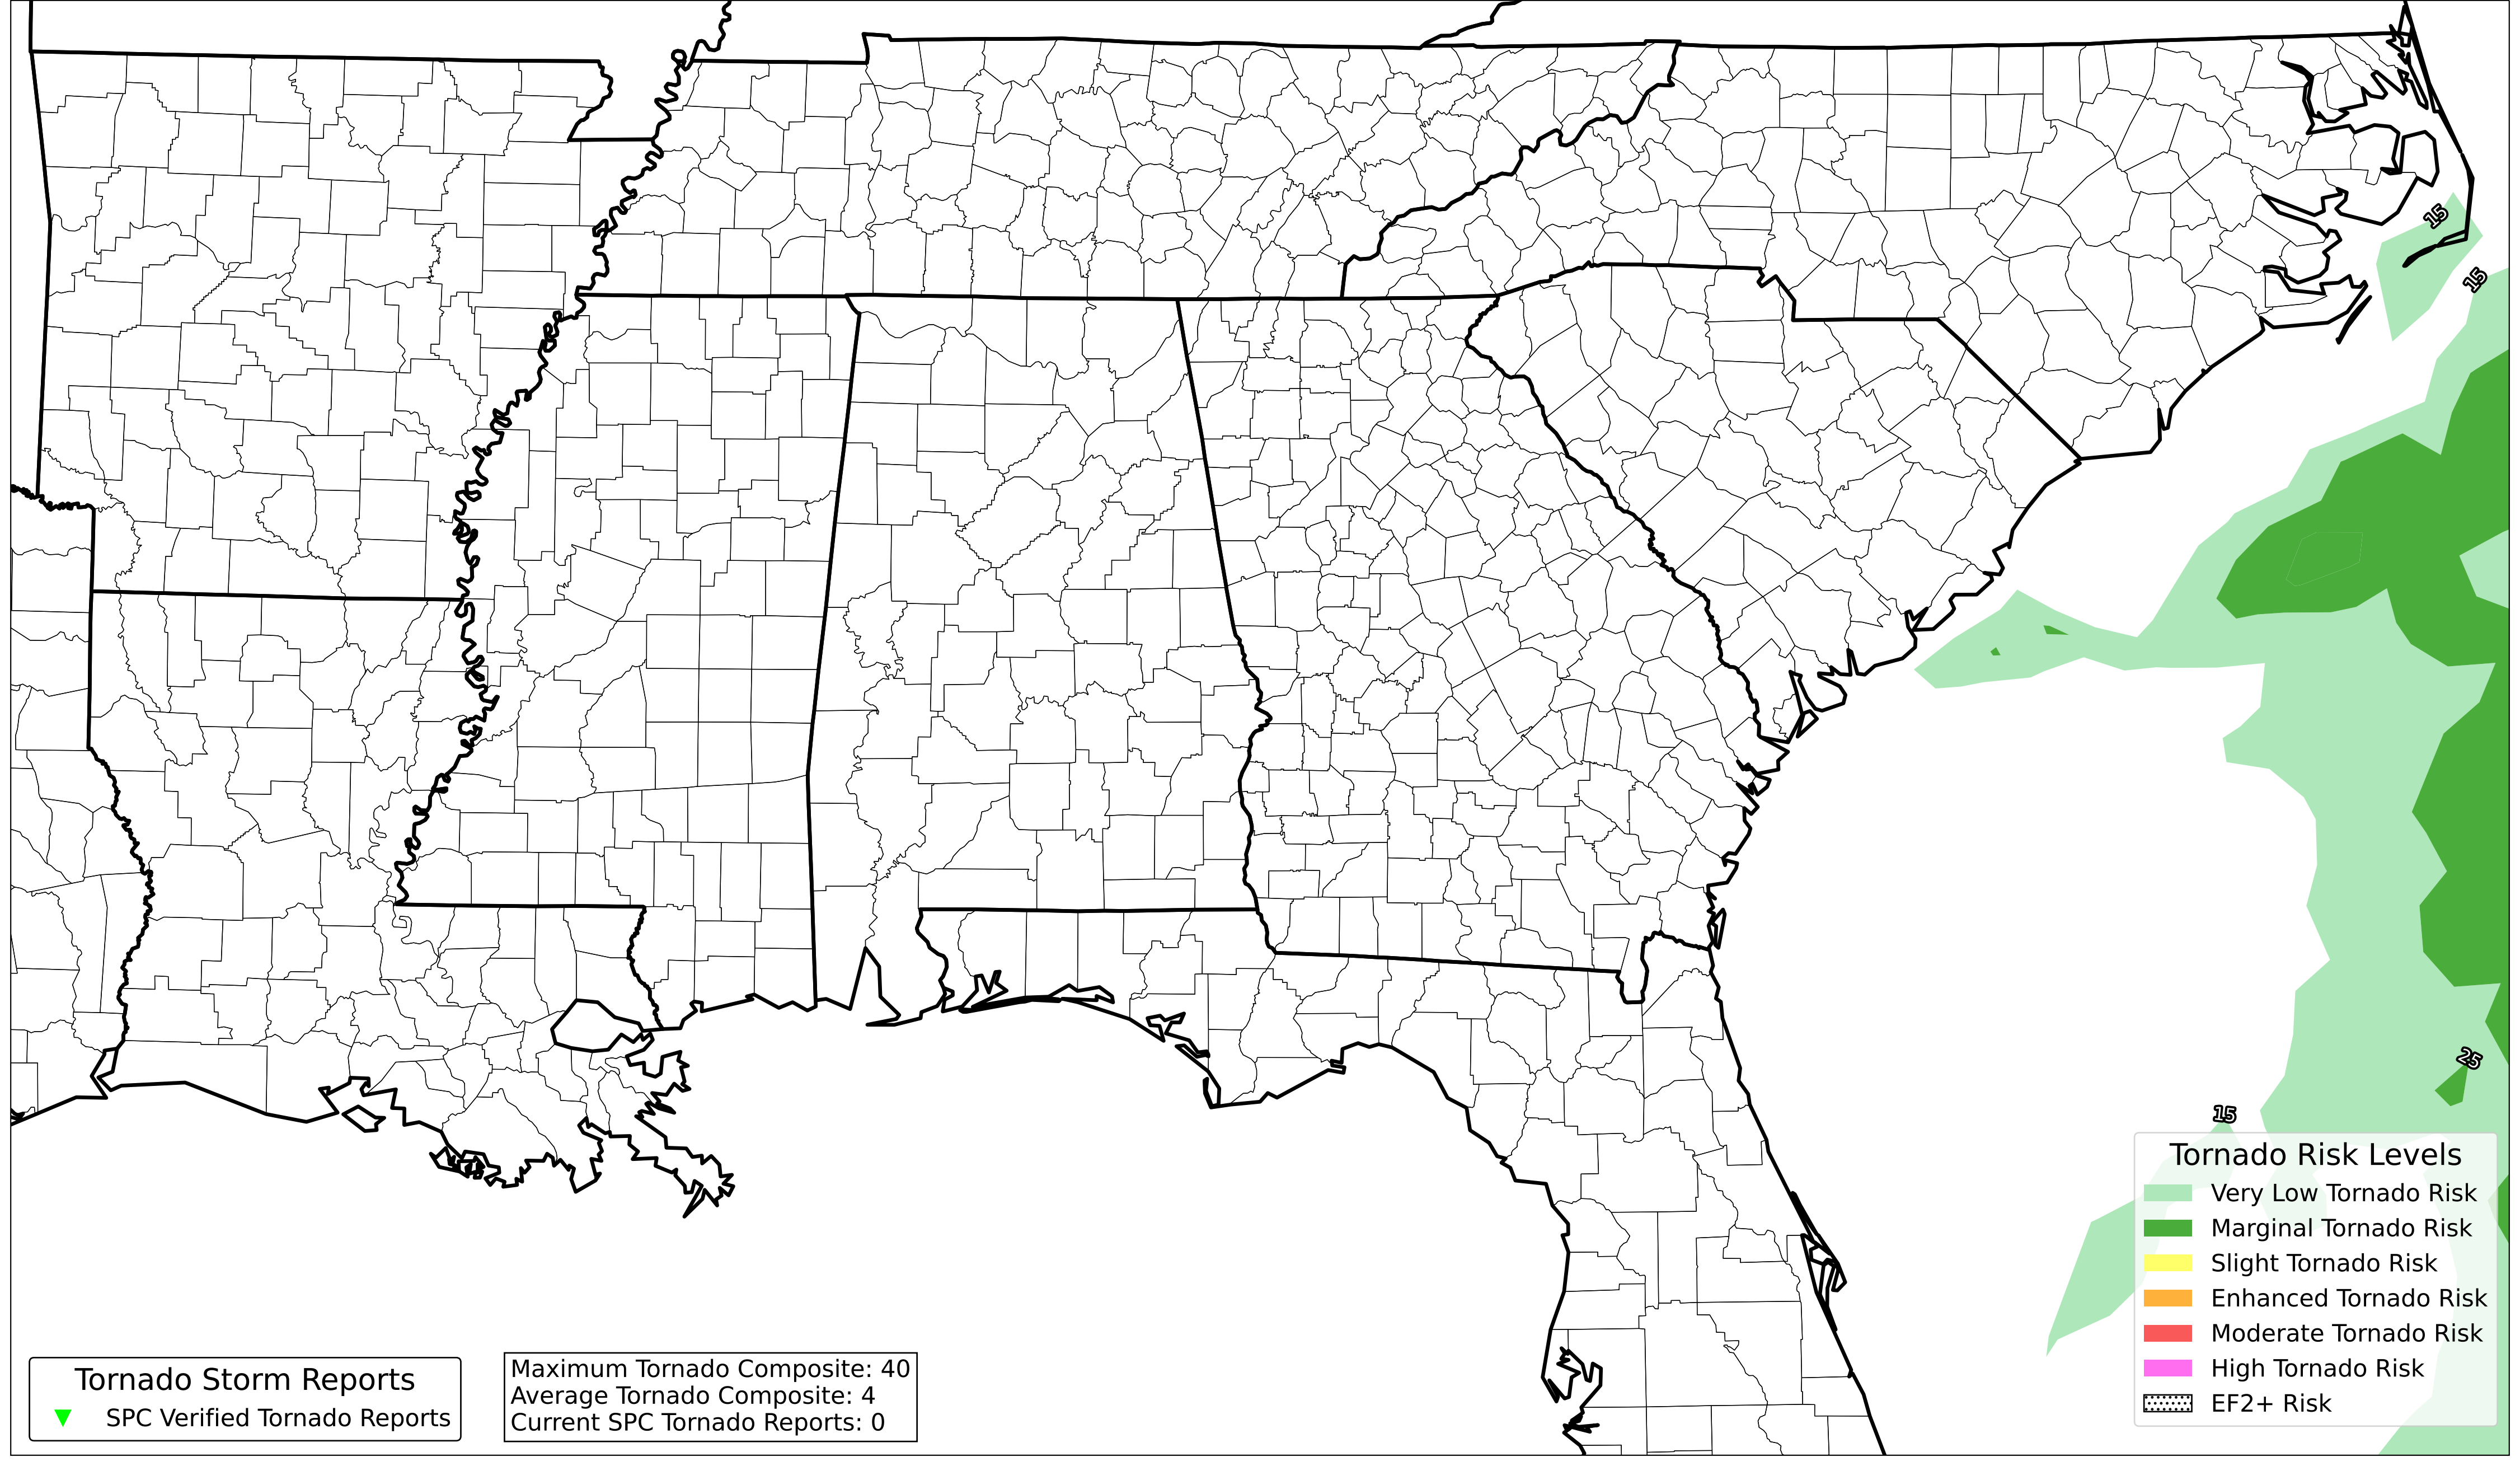 15
15
25
15
Tornado Risk Levels
Very Low Tornado Risk
Marginal Tornado Risk
Slight Tornado Risk
Enhanced Tornado Risk
Moderate Tornado Risk
High Tornado Risk
EF2+ Risk
Tornado Storm Reports
SPC Verified Tornado Reports
Maximum Tornado Composite: 40
Average Tornado Composite: 4
Current SPC Tornado Reports: 0